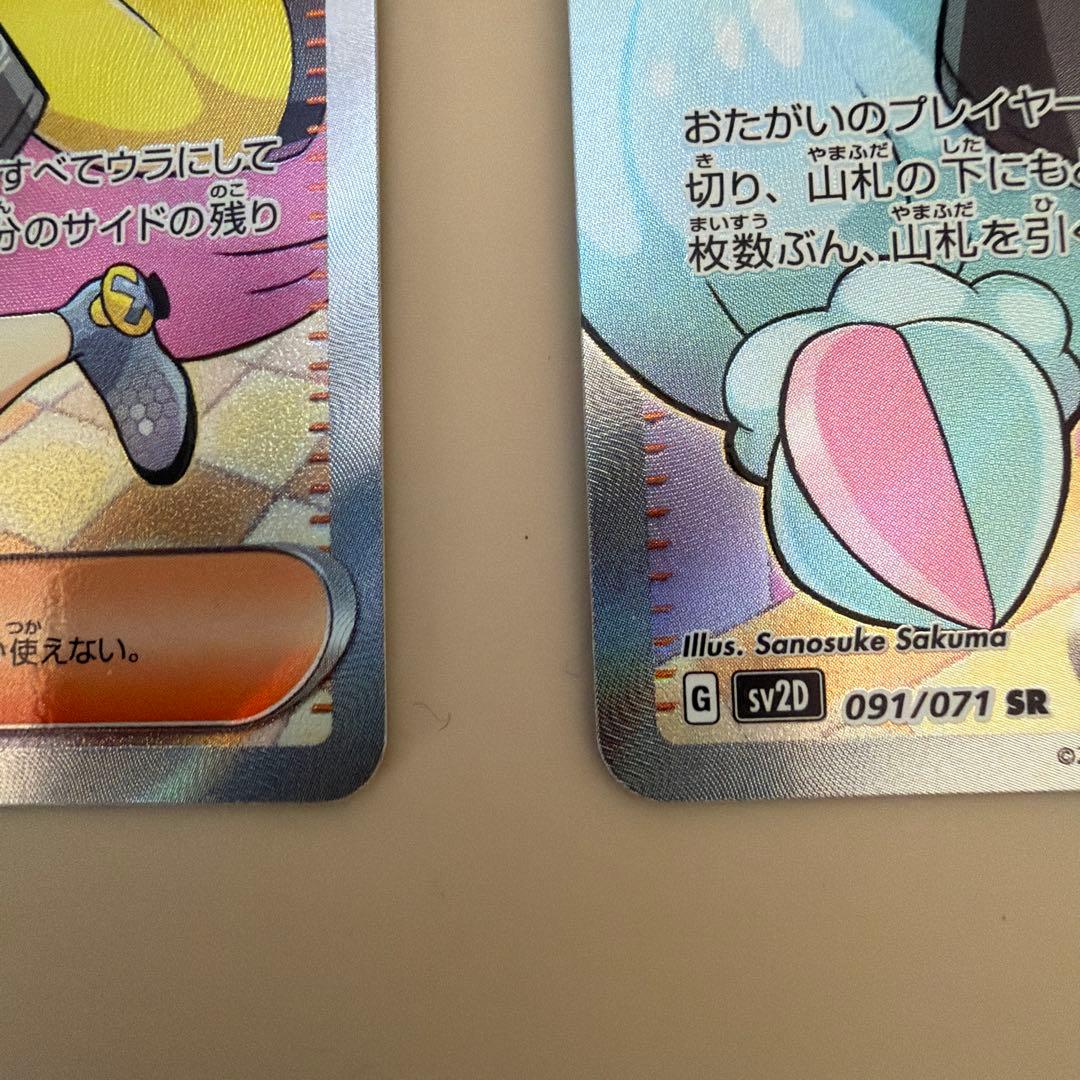 すべてウラにして
のこ
分のサイドの残り
つか
使えない。
おたがいのプレイヤー
き やまふだ した
切り、山札の下にも
まいすう やまふだ ひ
枚数ぶん、山札を引
Illus. Sanosuke Sakuma
G SV2D 091/071 SR
©